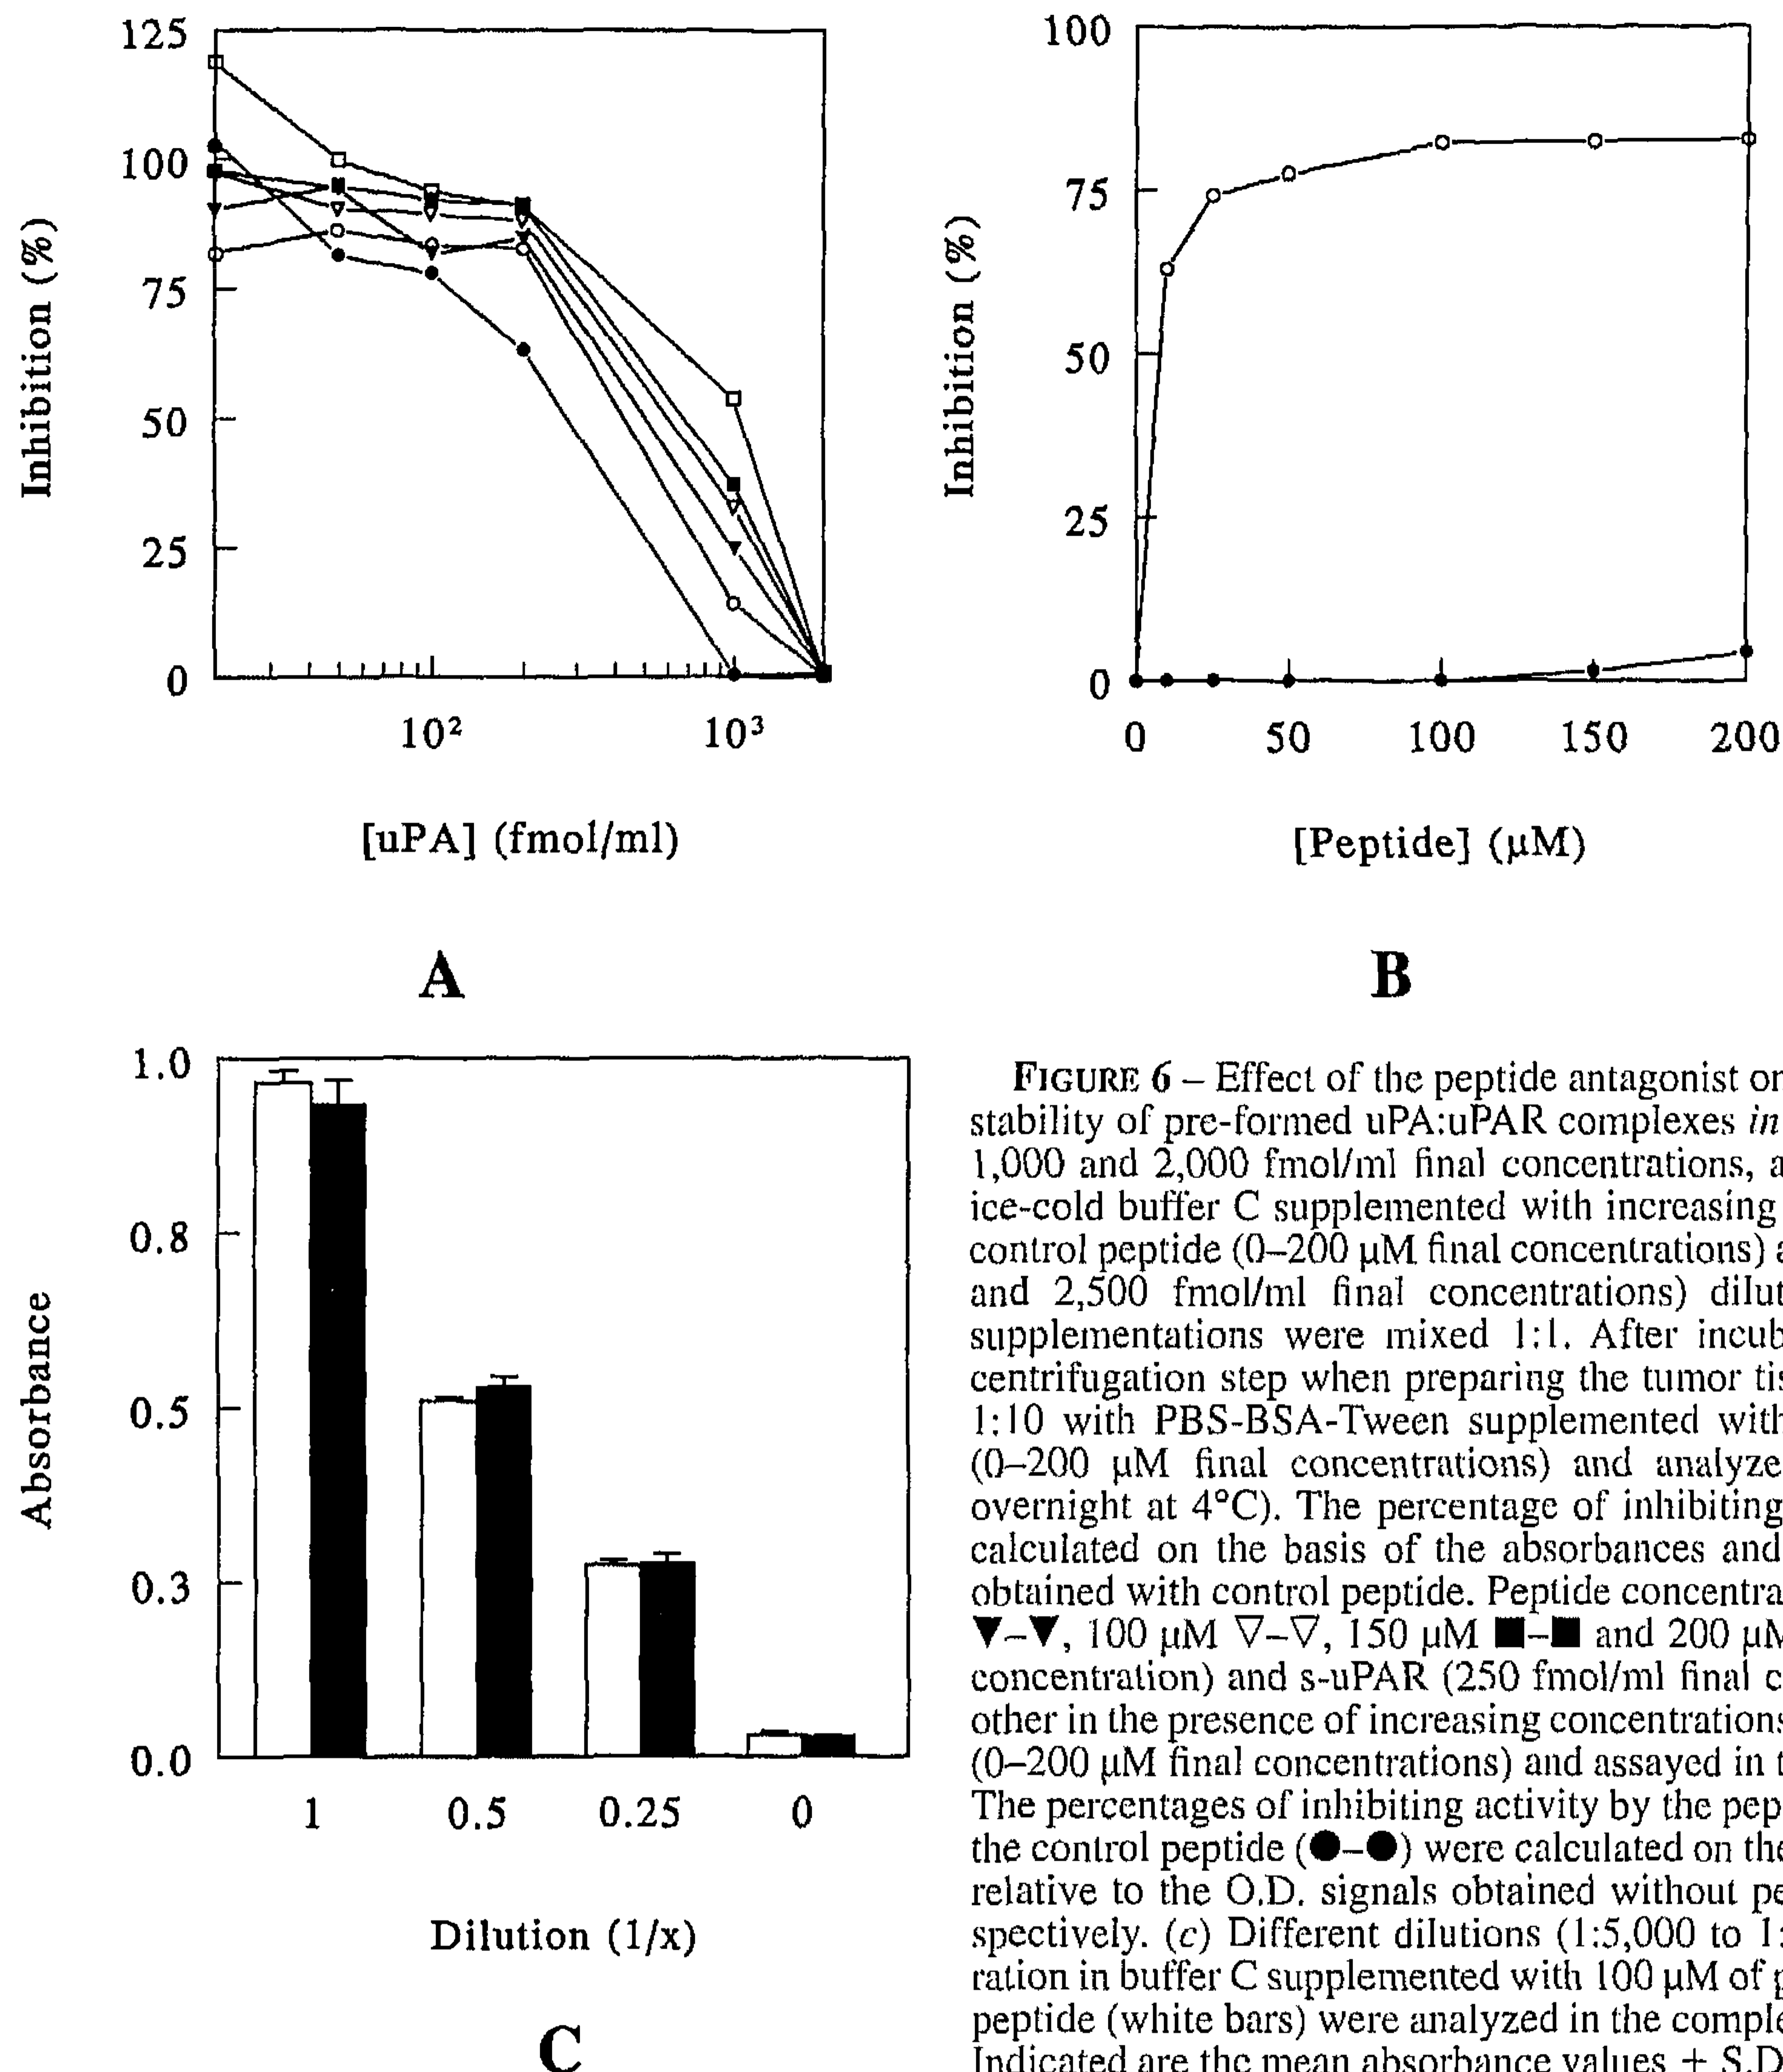 125
100
75
50
25
0
Inhibition (%)
10²
10³
[uPA] (fmol/ml)
A
100
75
50
25
0
Inhibition (%)
0
50
100
150
200
[Peptide] (µM)
B
1.0
0.8
0.5
0.3
0.0
Absorbance
1
0.5
0.25
0
Dilution (1/x)
C
FIGURE 6 – Effect of the peptide antagonist or
stability of pre-formed uPA:uPAR complexes in
1,000 and 2,000 fmol/ml final concentrations, a
ice-cold buffer C supplemented with increasing
control peptide (0–200 µM final concentrations) a
and 2,500 fmol/ml final concentrations) dilut
supplementations were mixed 1:1. After incub
centrifugation step when preparing the tumor tis
1:10 with PBS-BSA-Tween supplemented with
(0–200 µM final concentrations) and analyze
overnight at 4°C). The percentage of inhibiting
calculated on the basis of the absorbances and
obtained with control peptide. Peptide concentra
▼–▼, 100 µM ▽–▽, 150 µM ■–■ and 200 µM
concentration) and s-uPAR (250 fmol/ml final c
other in the presence of increasing concentrations
(0–200 µM final concentrations) and assayed in t
The percentages of inhibiting activity by the pep
the control peptide (●–●) were calculated on the
relative to the O.D. signals obtained without pe
spectively. (c) Different dilutions (1:5,000 to 1:
ration in buffer C supplemented with 100 µM of p
peptide (white bars) were analyzed in the comple
Indicated are the mean absorbance values + S.D